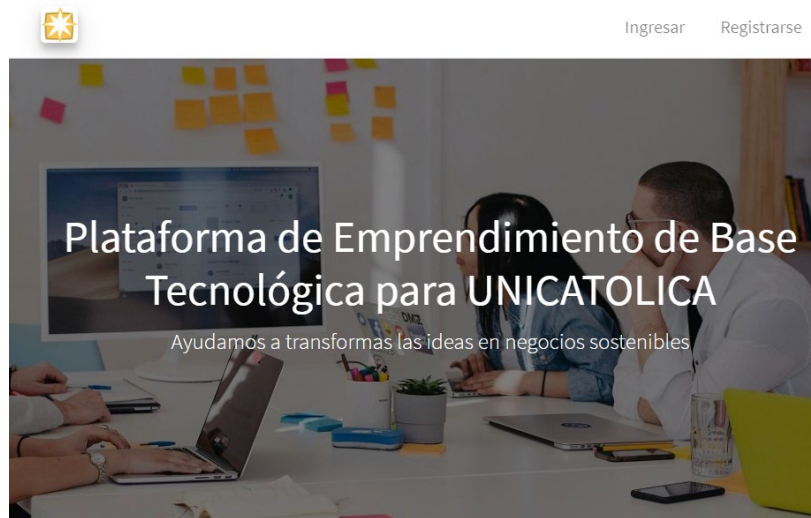 Ingresar Registrarse
Plataforma de Emprendimiento de Base
Tecnológica para UNICATOLICA
Ayudamos a transformas las ideas en negocios sostenibles